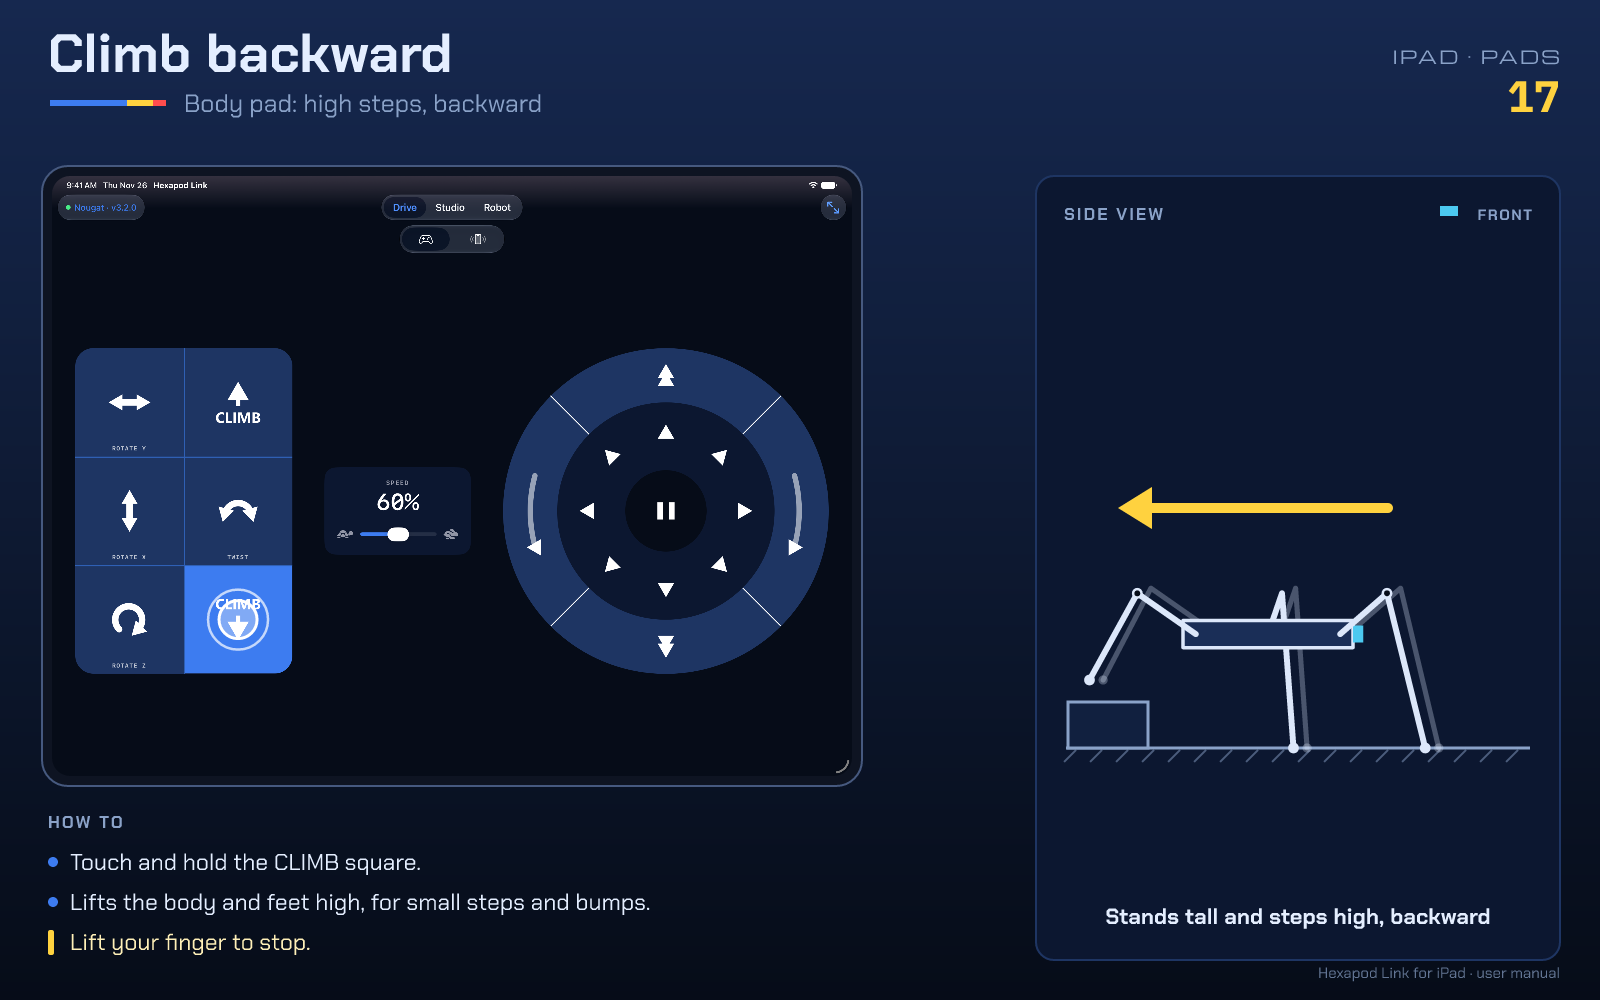 Climb backward
Body pad: high steps, backward
IPAD · PADS
17
9:41 AM Thu Nov 26 Hexapod Link
Nougat · v3.2.0
Drive Studio Robot
ROTATE Y
CLIMB
ROTATE X
TWIST
ROTATE Z
CLIMB
SPEED
60%
SIDE VIEW
FRONT
Stands tall and steps high, backward
HOW TO
Touch and hold the CLIMB square.
Lifts the body and feet high, for small steps and bumps.
Lift your finger to stop.
Hexapod Link for iPad · user manual